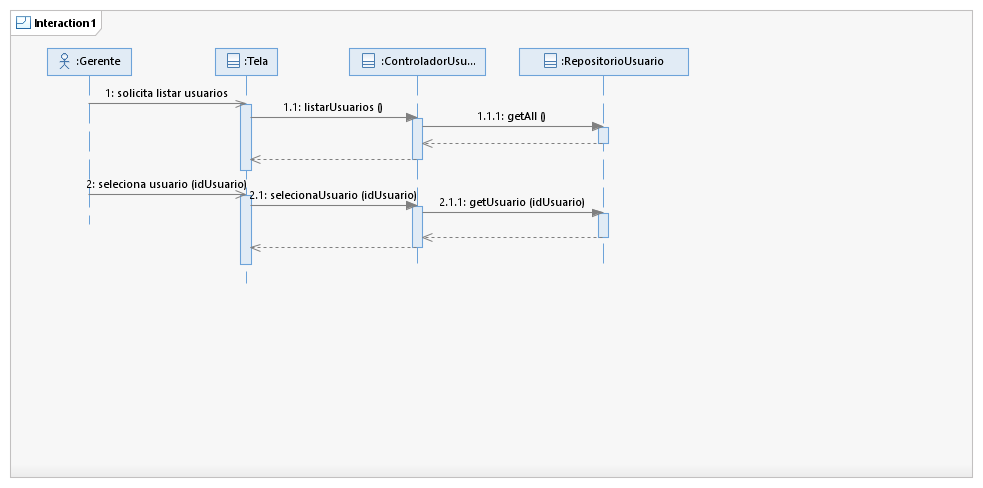 Interaction1
:Gerente
:Tela
:ControladorUsu...
:RepositorioUsuario
1: solicita listar usuarios
1.1: listarUsuarios ()
1.1.1: getAll ()
2: seleciona usuario (idUsuario)
2.1: selecionaUsuario (idUsuario)
2.1.1: getUsuario (idUsuario)